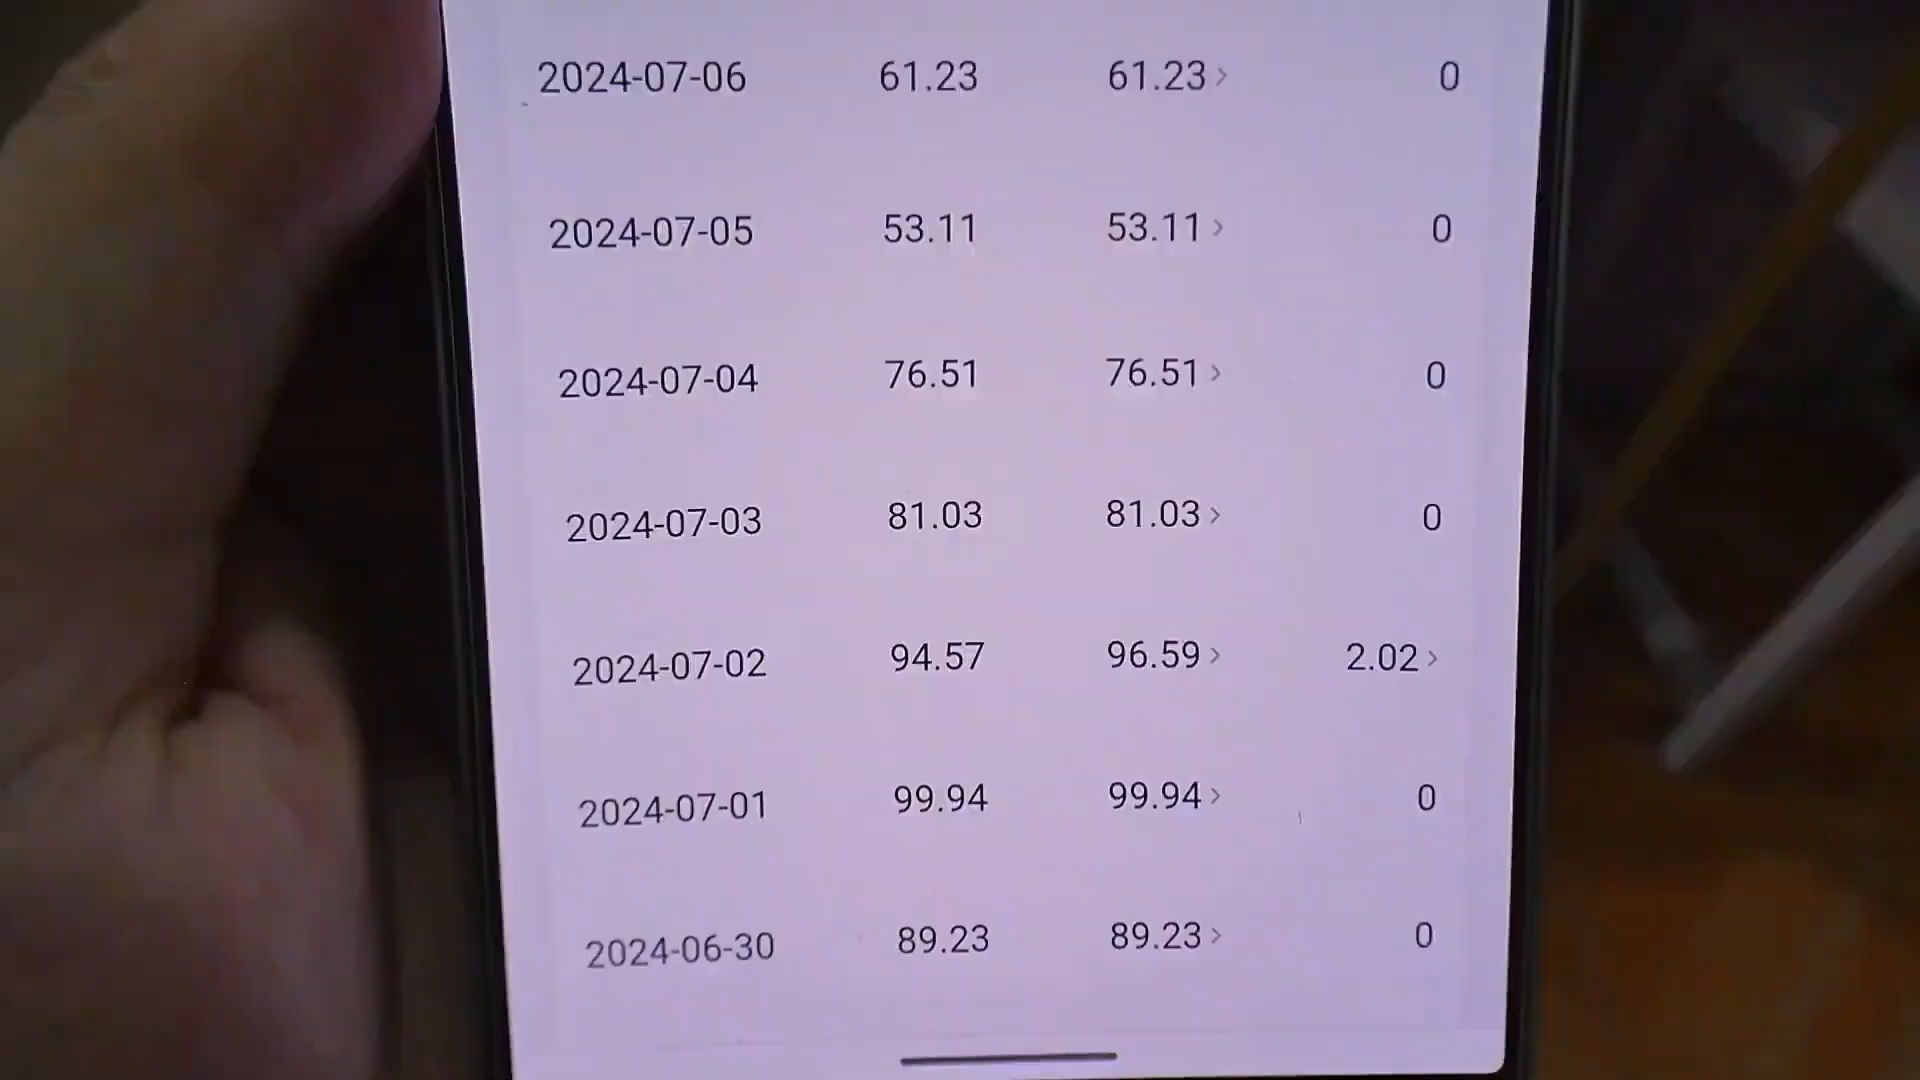 2024-07-06 61.23 61.23 > 0
2024-07-05 53.11 53.11 > 0
2024-07-04 76.51 76.51 > 0
2024-07-03 81.03 81.03 > 0
2024-07-02 94.57 96.59 > 2.02 >
2024-07-01 99.94 99.94 > 0
2024-06-30 89.23 89.23 > 0